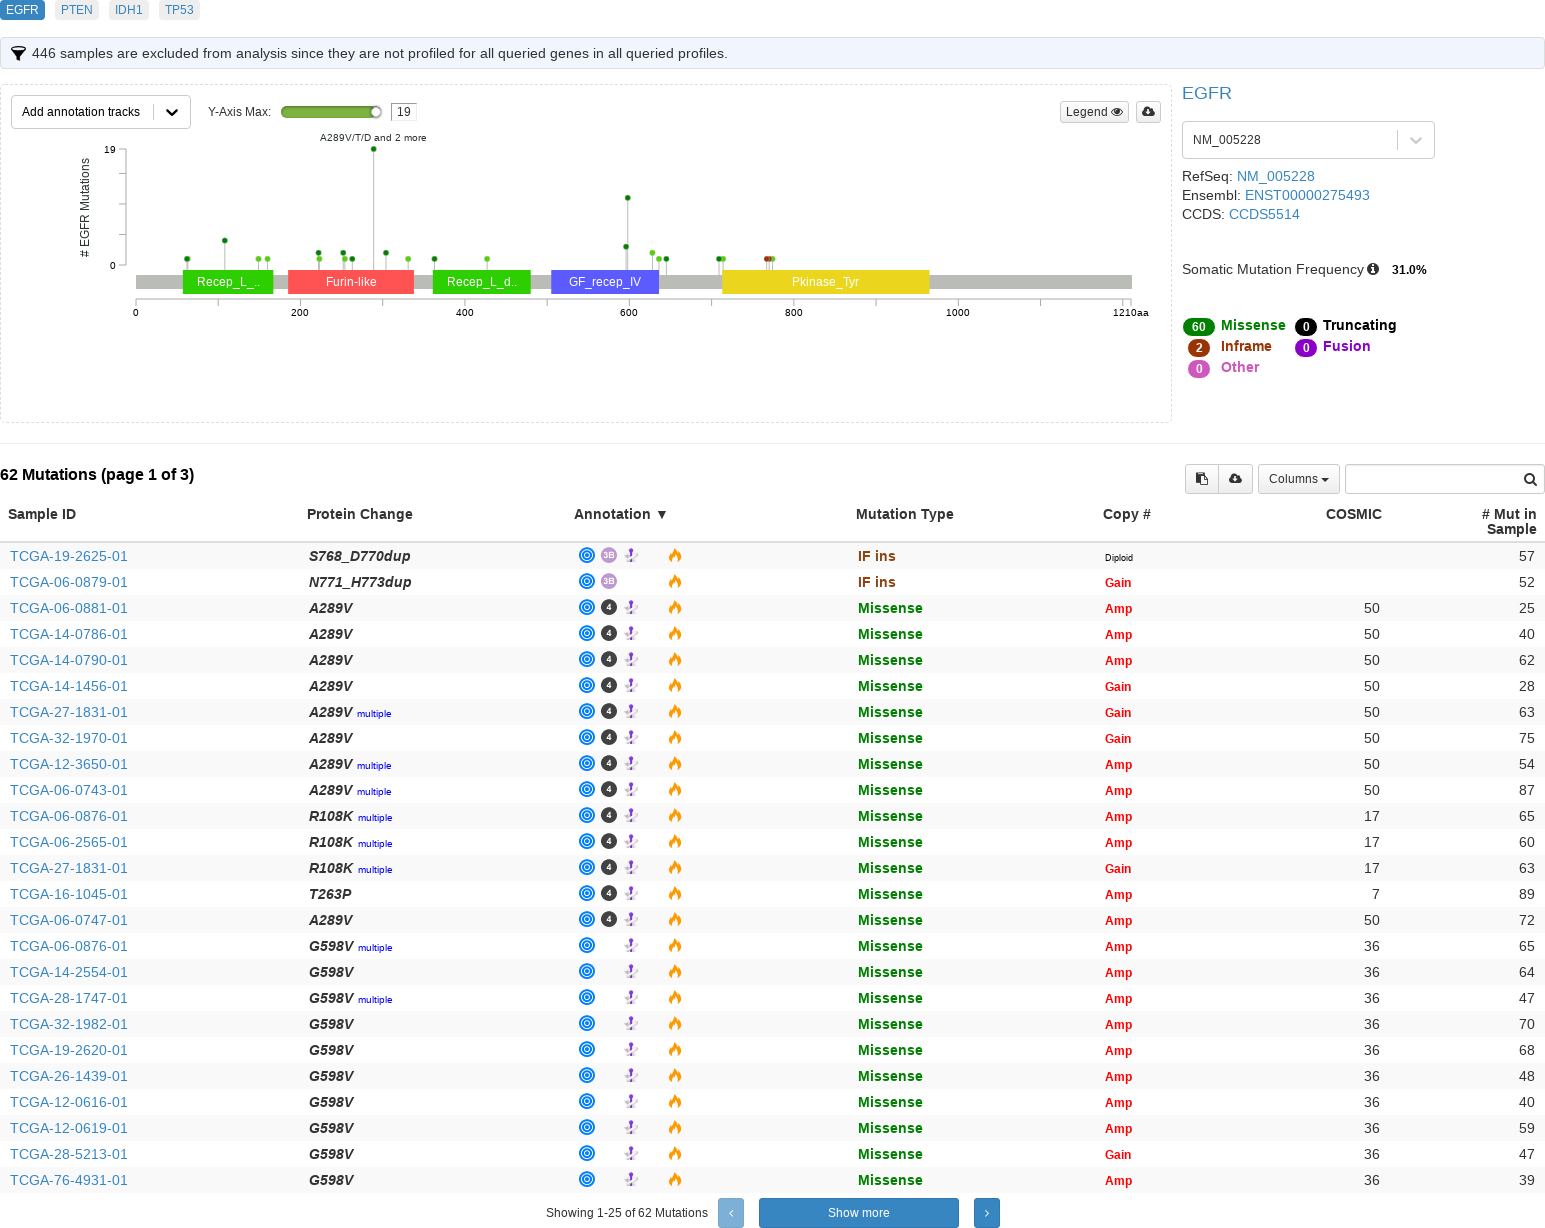 EGFR PTEN IDH1 TP53
446 samples are excluded from analysis since they are not profiled for all queried genes in all queried profiles.
Add annotation tracks Y-Axis Max: 19 Legend
A289V/T/D and 2 more
19
# EGFR Mutations
0
Recep_L_.. Furin-like Recep_L_d.. GF_recep_IV Pkinase_Tyr
0 200 400 600 800 1000 1210aa
EGFR
NM_005228
RefSeq: NM_005228
Ensembl: ENST00000275493
CCDS: CCDS5514
Somatic Mutation Frequency 31.0%
60 Missense 0 Truncating
2 Inframe 0 Fusion
0 Other
62 Mutations (page 1 of 3) Columns
Sample ID Protein Change Annotation ▼ Mutation Type Copy # COSMIC # Mut in
Sample
TCGA-19-2625-01 S768_D770dup 3B IF ins Diploid 57
TCGA-06-0879-01 N771_H773dup 3B IF ins Gain 52
TCGA-06-0881-01 A289V 4 Missense Amp 50 25
TCGA-14-0786-01 A289V 4 Missense Amp 50 40
TCGA-14-0790-01 A289V 4 Missense Amp 50 62
TCGA-14-1456-01 A289V 4 Missense Gain 50 28
TCGA-27-1831-01 A289V multiple 4 Missense Gain 50 63
TCGA-32-1970-01 A289V 4 Missense Gain 50 75
TCGA-12-3650-01 A289V multiple 4 Missense Amp 50 54
TCGA-06-0743-01 A289V multiple 4 Missense Amp 50 87
TCGA-06-0876-01 R108K multiple 4 Missense Amp 17 65
TCGA-06-2565-01 R108K multiple 4 Missense Amp 17 60
TCGA-27-1831-01 R108K multiple 4 Missense Gain 17 63
TCGA-16-1045-01 T263P 4 Missense Amp 7 89
TCGA-06-0747-01 A289V 4 Missense Amp 50 72
TCGA-06-0876-01 G598V multiple Missense Amp 36 65
TCGA-14-2554-01 G598V Missense Amp 36 64
TCGA-28-1747-01 G598V multiple Missense Amp 36 47
TCGA-32-1982-01 G598V Missense Amp 36 70
TCGA-19-2620-01 G598V Missense Amp 36 68
TCGA-26-1439-01 G598V Missense Amp 36 48
TCGA-12-0616-01 G598V Missense Amp 36 40
TCGA-12-0619-01 G598V Missense Amp 36 59
TCGA-28-5213-01 G598V Missense Gain 36 47
TCGA-76-4931-01 G598V Missense Amp 36 39
Showing 1-25 of 62 Mutations ‹ Show more ›